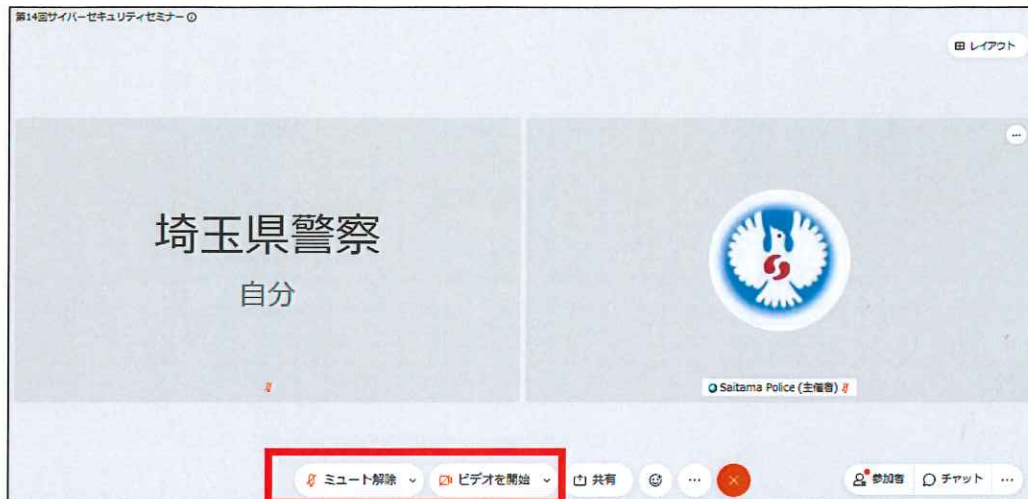 第14回サイバーセキュリティセミナー
レイアウト
埼玉県警察
自分
Saitama Police (主催者)
ミュート解除
ビデオを開始
共有
参加者
チャット